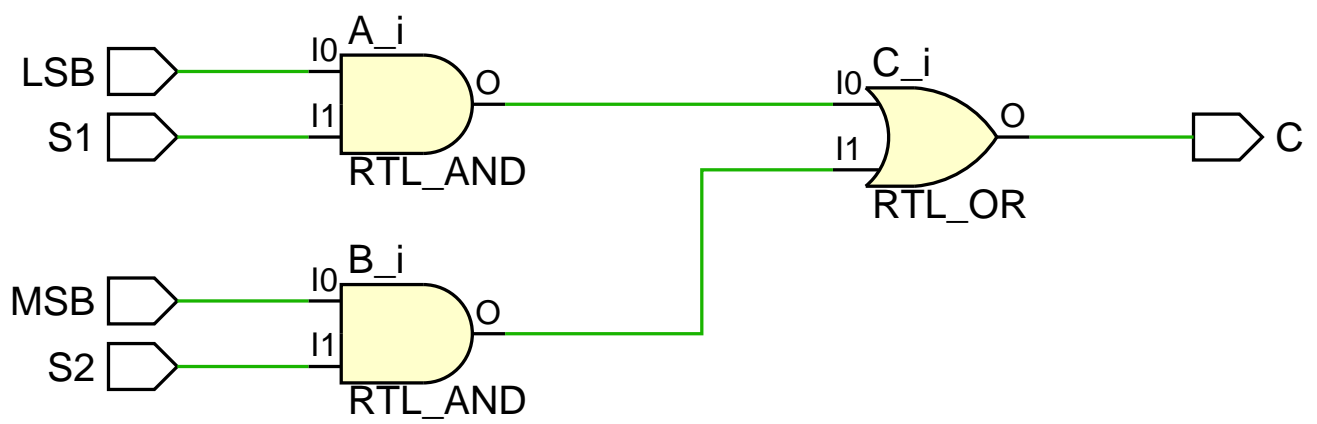 A_i
LSB
I0
S1
I1
O
RTL_AND
C_i
I0
I1
O
C
RTL_OR
B_i
MSB
I0
S2
I1
O
RTL_AND